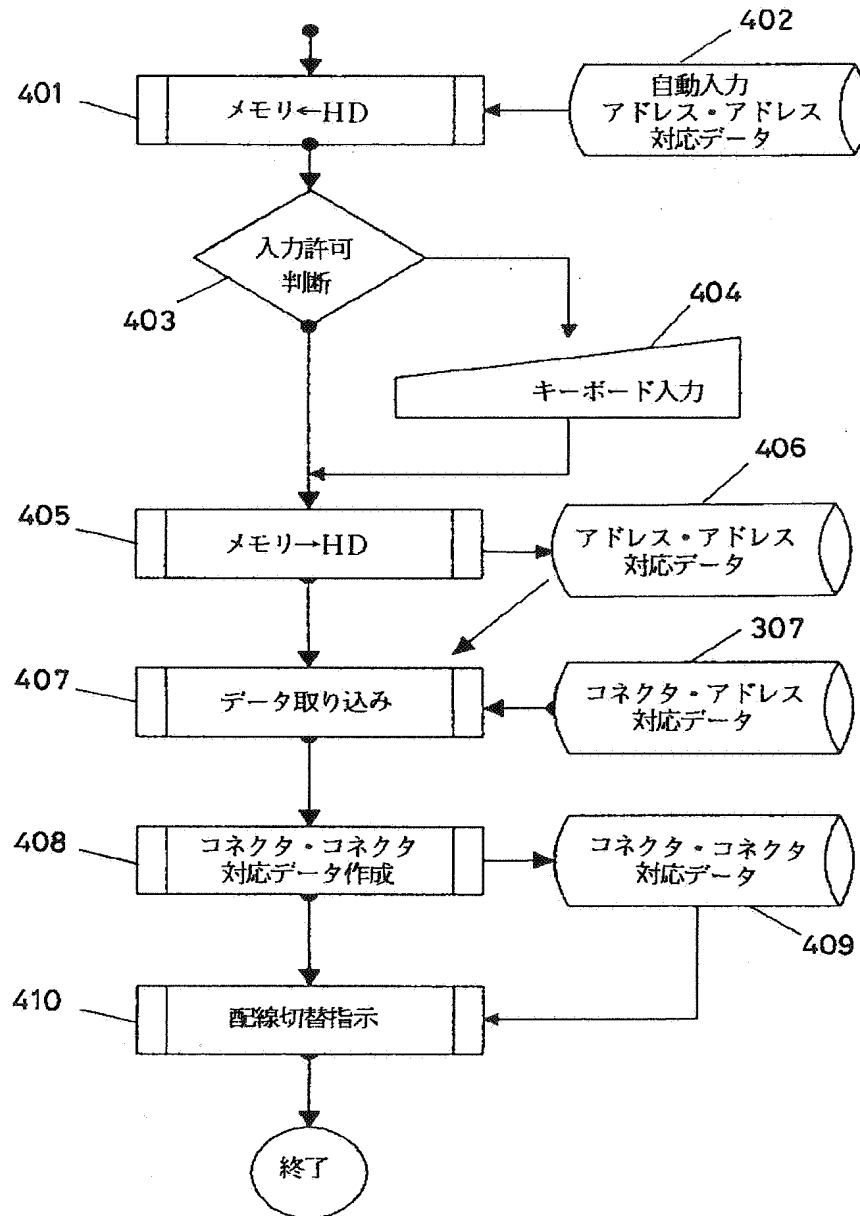 402
401
メモリ←HD
自動入力
アドレス・アドレス
対応データ
入力許可
判断
403
404
キーボード入力
406
405
メモリ→HD
アドレス・アドレス
対応データ
307
407
データ取り込み
コネクタ・アドレス
対応データ
408
コネクタ・コネクタ
対応データ作成
コネクタ・コネクタ
対応データ
409
410
配線切替指示
終了